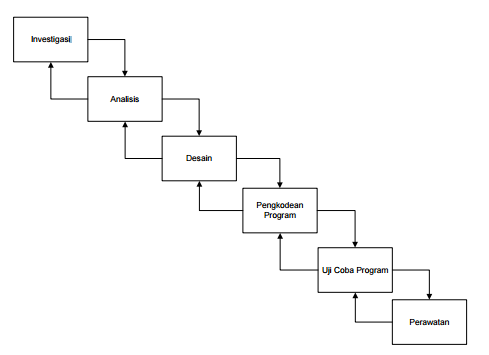 Investigasi
Analisis
Desain
Pengkodean
Program
Uji Coba Program
Perawatan